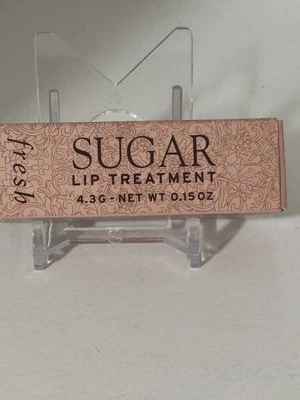 fresh
SUGAR
LIP TREATMENT
4.3G - NET WT 0.15OZ